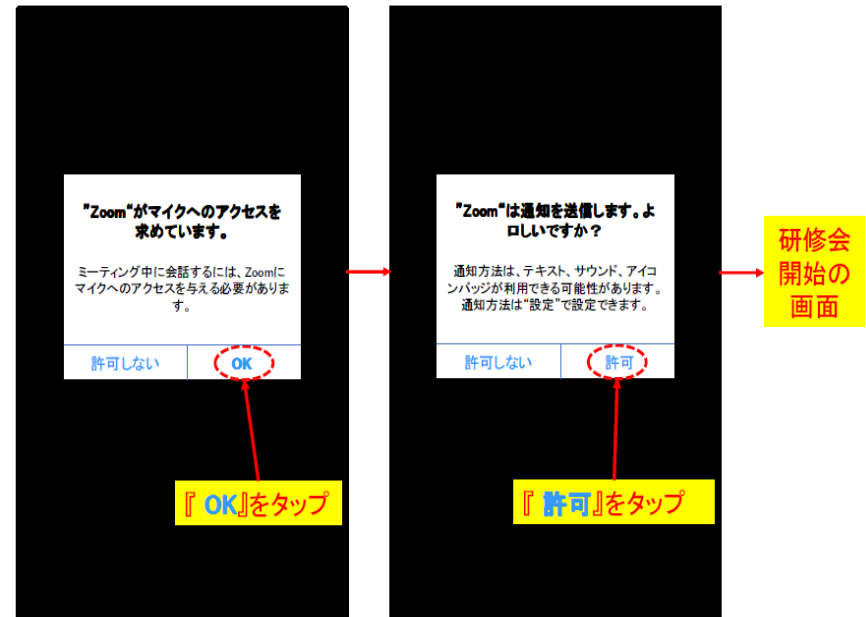 ”Zoom“がマイクへのアクセスを
求めています。
ミーティング中に会話するには、Zoomに
マイクへのアクセスを与える必要がありま
す。
許可しない
OK
『 OK』をタップ
”Zoom“は通知を送信します。よ
ロしいですか？
通知方法は、テキスト、サウンド、アイコ
ンバッジが利用できる可能性があります。
通知方法は“設定”で設定できます。
許可しない
許可
『 許可』をタップ
研修会
開始の
画面